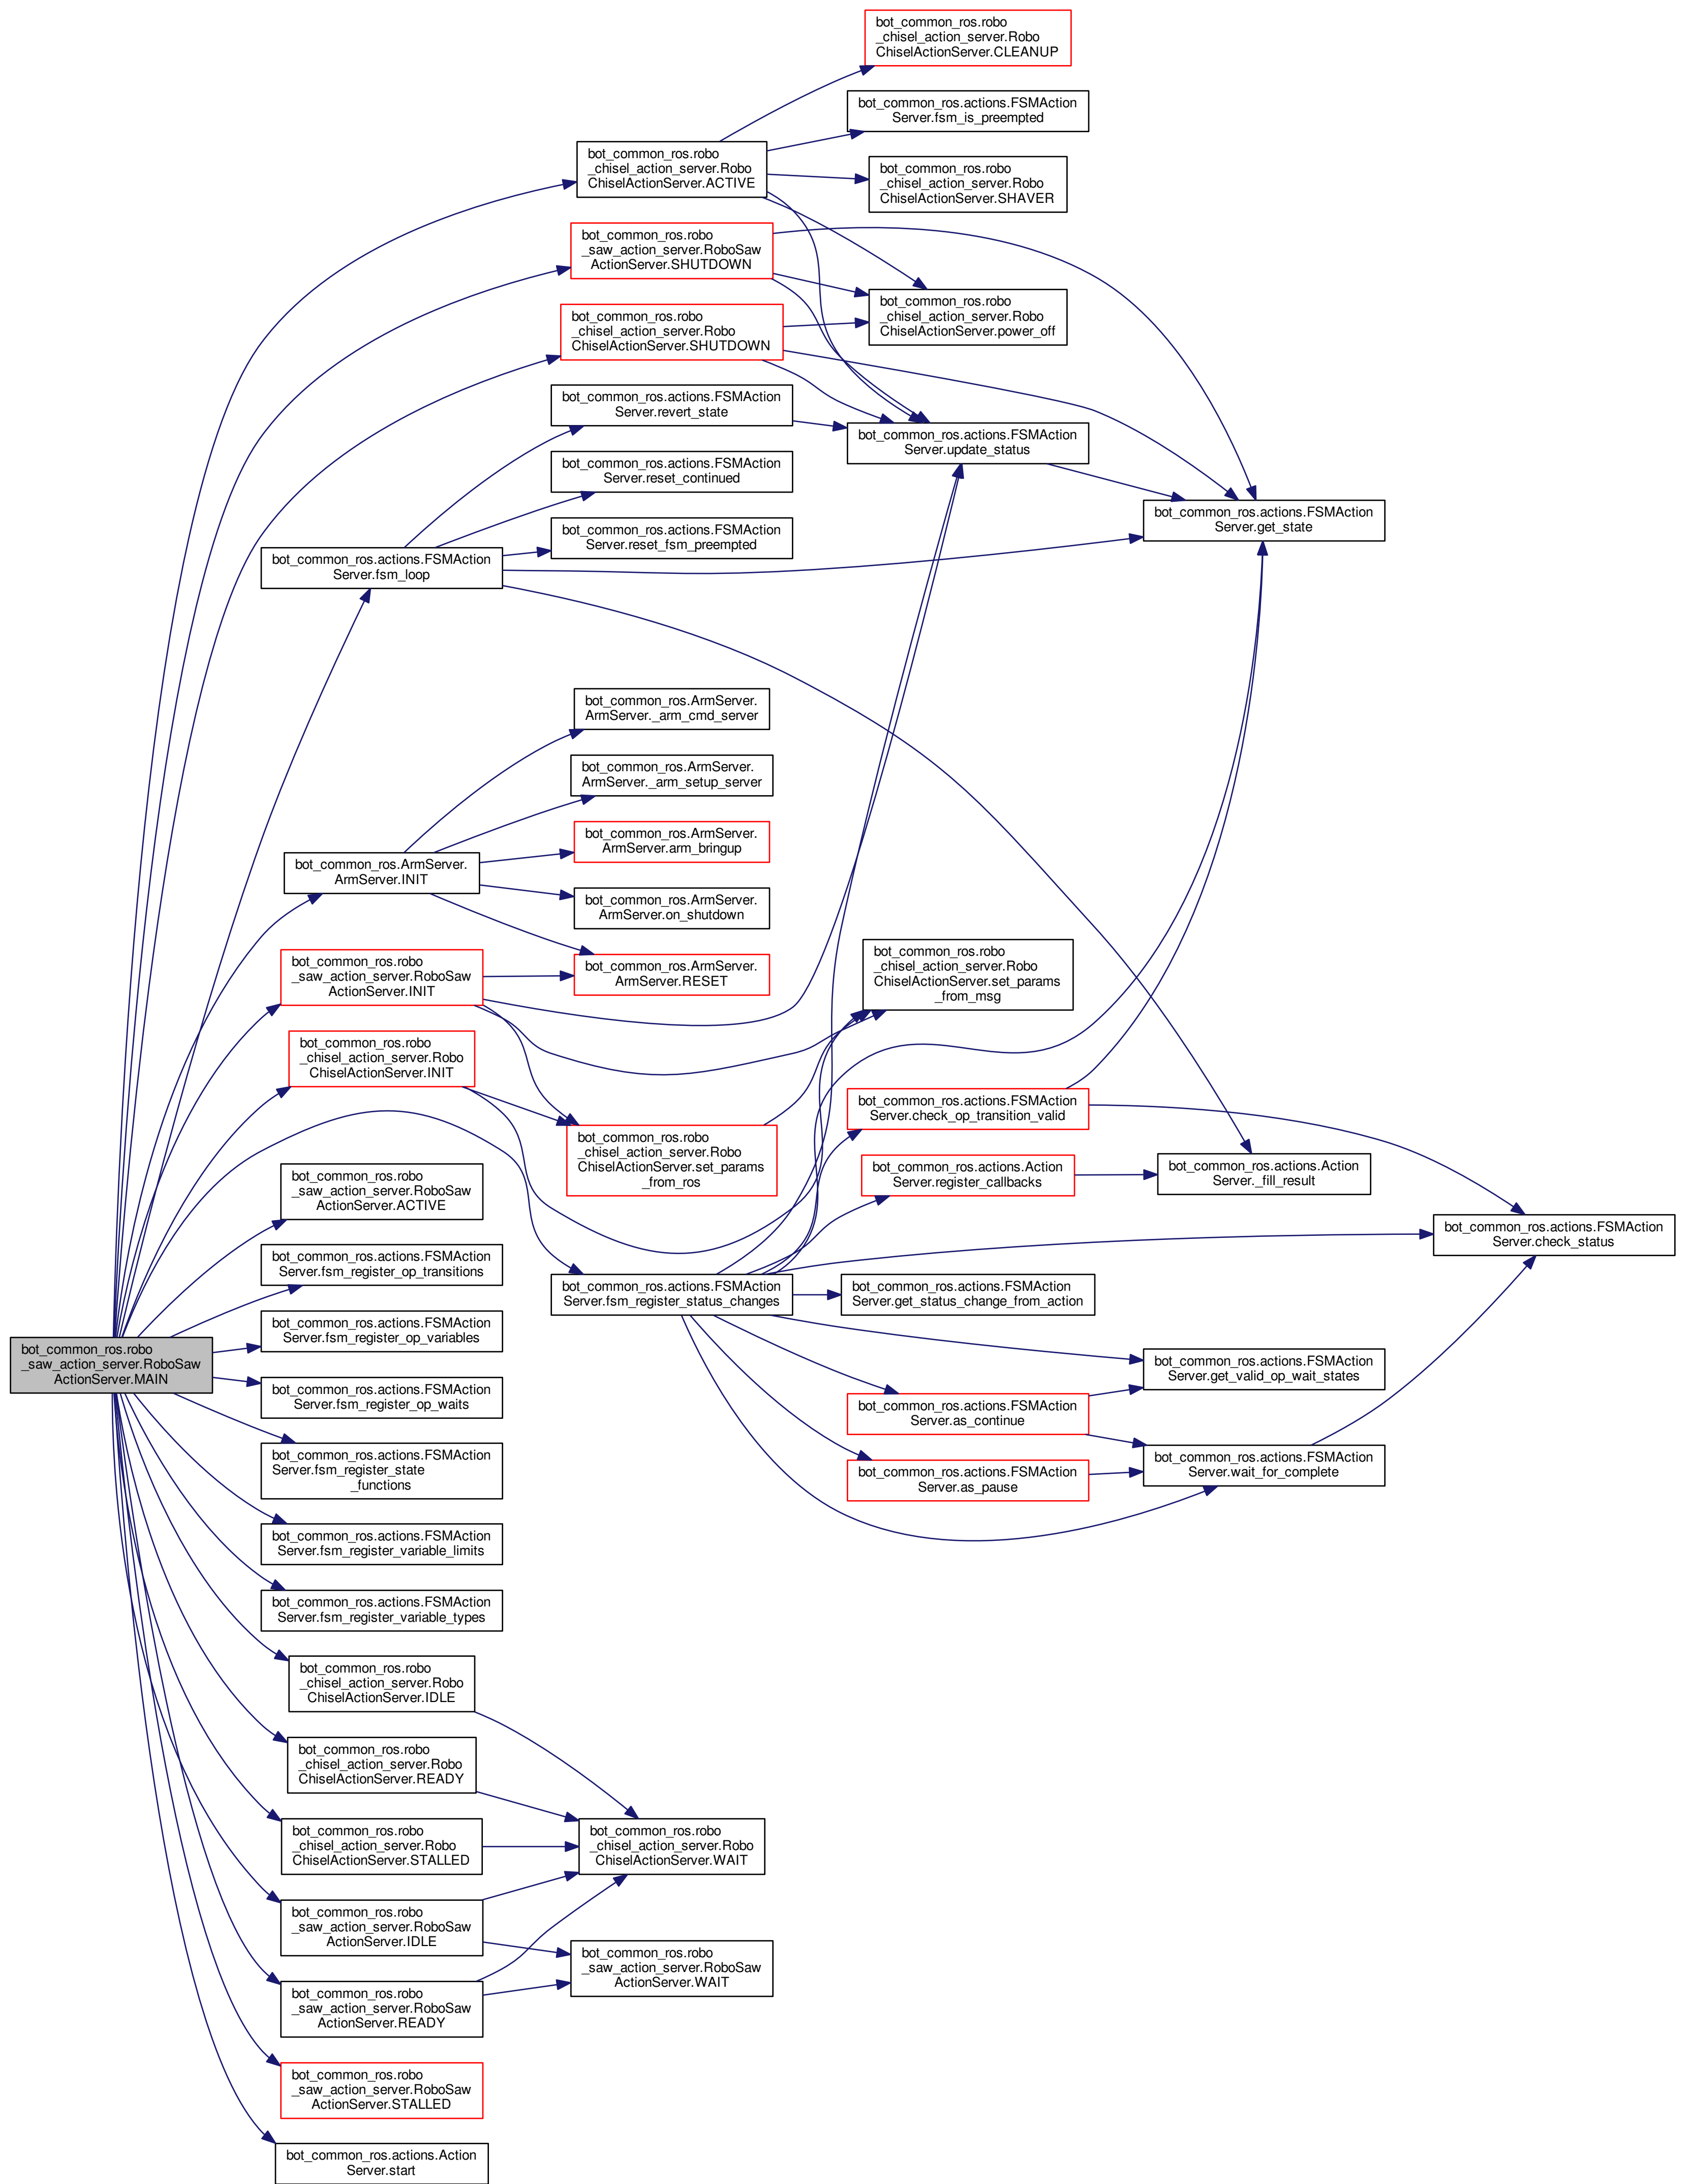 bot_common_ros.robo
_chisel_action_server.Robo
ChiselActionServer.CLEANUP
bot_common_ros.actions.FSMAction
Server.fsm_is_preempted
bot_common_ros.robo
_chisel_action_server.Robo
ChiselActionServer.ACTIVE
bot_common_ros.robo
_chisel_action_server.Robo
ChiselActionServer.SHAVER
bot_common_ros.robo
_saw_action_server.RoboSaw
ActionServer.SHUTDOWN
bot_common_ros.robo
_chisel_action_server.Robo
ChiselActionServer.power_off
bot_common_ros.robo
_chisel_action_server.Robo
ChiselActionServer.SHUTDOWN
bot_common_ros.actions.FSMAction
Server.revert_state
bot_common_ros.actions.FSMAction
Server.update_status
bot_common_ros.actions.FSMAction
Server.reset_continued
bot_common_ros.actions.FSMAction
Server.get_state
bot_common_ros.actions.FSMAction
Server.reset_fsm_preempted
bot_common_ros.actions.FSMAction
Server.fsm_loop
bot_common_ros.ArmServer.
ArmServer._arm_cmd_server
bot_common_ros.ArmServer.
ArmServer._arm_setup_server
bot_common_ros.ArmServer.
ArmServer.arm_bringup
bot_common_ros.ArmServer.
ArmServer.INIT
bot_common_ros.ArmServer.
ArmServer.on_shutdown
bot_common_ros.robo
_saw_action_server.RoboSaw
ActionServer.INIT
bot_common_ros.ArmServer.
ArmServer.RESET
bot_common_ros.robo
_chisel_action_server.Robo
ChiselActionServer.set_params
_from_msg
bot_common_ros.robo
_chisel_action_server.Robo
ChiselActionServer.INIT
bot_common_ros.actions.FSMAction
Server.check_op_transition_valid
bot_common_ros.robo
_chisel_action_server.Robo
ChiselActionServer.set_params
_from_ros
bot_common_ros.actions.Action
Server.register_callbacks
bot_common_ros.actions.Action
Server._fill_result
bot_common_ros.robo
_saw_action_server.RoboSaw
ActionServer.ACTIVE
bot_common_ros.actions.FSMAction
Server.check_status
bot_common_ros.actions.FSMAction
Server.fsm_register_op_transitions
bot_common_ros.actions.FSMAction
Server.fsm_register_status_changes
bot_common_ros.actions.FSMAction
Server.get_status_change_from_action
bot_common_ros.actions.FSMAction
Server.fsm_register_op_variables
bot_common_ros.robo
_saw_action_server.RoboSaw
ActionServer.MAIN
bot_common_ros.actions.FSMAction
Server.get_valid_op_wait_states
bot_common_ros.actions.FSMAction
Server.fsm_register_op_waits
bot_common_ros.actions.FSMAction
Server.as_continue
bot_common_ros.actions.FSMAction
Server.fsm_register_state
_functions
bot_common_ros.actions.FSMAction
Server.wait_for_complete
bot_common_ros.actions.FSMAction
Server.as_pause
bot_common_ros.actions.FSMAction
Server.fsm_register_variable_limits
bot_common_ros.actions.FSMAction
Server.fsm_register_variable_types
bot_common_ros.robo
_chisel_action_server.Robo
ChiselActionServer.IDLE
bot_common_ros.robo
_chisel_action_server.Robo
ChiselActionServer.READY
bot_common_ros.robo
_chisel_action_server.Robo
ChiselActionServer.STALLED
bot_common_ros.robo
_chisel_action_server.Robo
ChiselActionServer.WAIT
bot_common_ros.robo
_saw_action_server.RoboSaw
ActionServer.IDLE
bot_common_ros.robo
_saw_action_server.RoboSaw
ActionServer.WAIT
bot_common_ros.robo
_saw_action_server.RoboSaw
ActionServer.READY
bot_common_ros.robo
_saw_action_server.RoboSaw
ActionServer.STALLED
bot_common_ros.actions.Action
Server.start